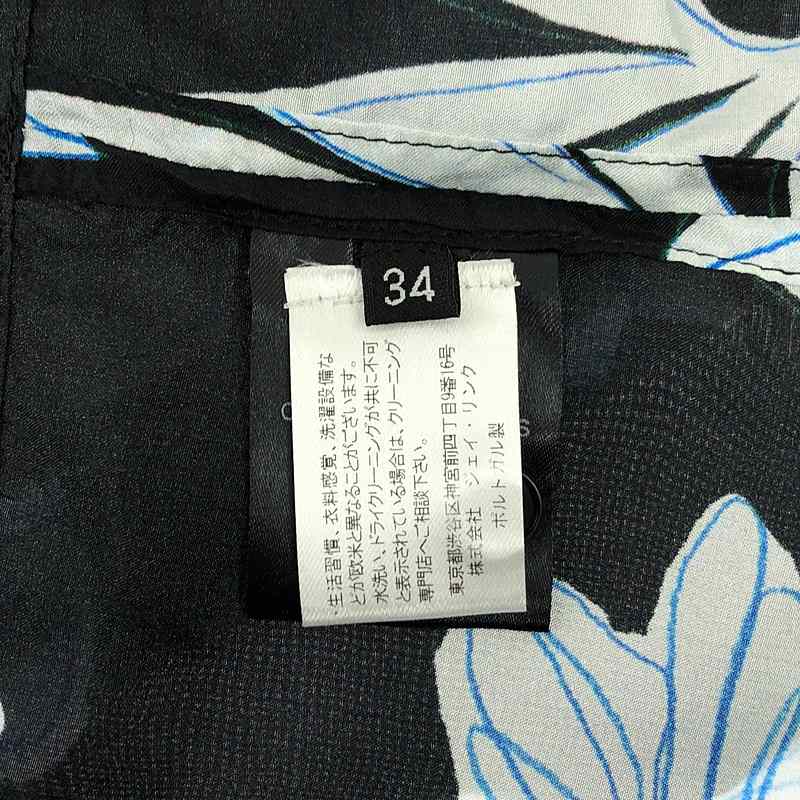 34
・生活習慣、衣料感覚、洗濯設備な
どが欧米と異なることがございます。
水洗い、ドライクリーニングが共に不可
と表示されている場合は、クリーニング
専門店へご相談下さい。
東京都渋谷区神宮前四丁目9番16号
株式会社 ジェイ・リンク
ポルトガル製